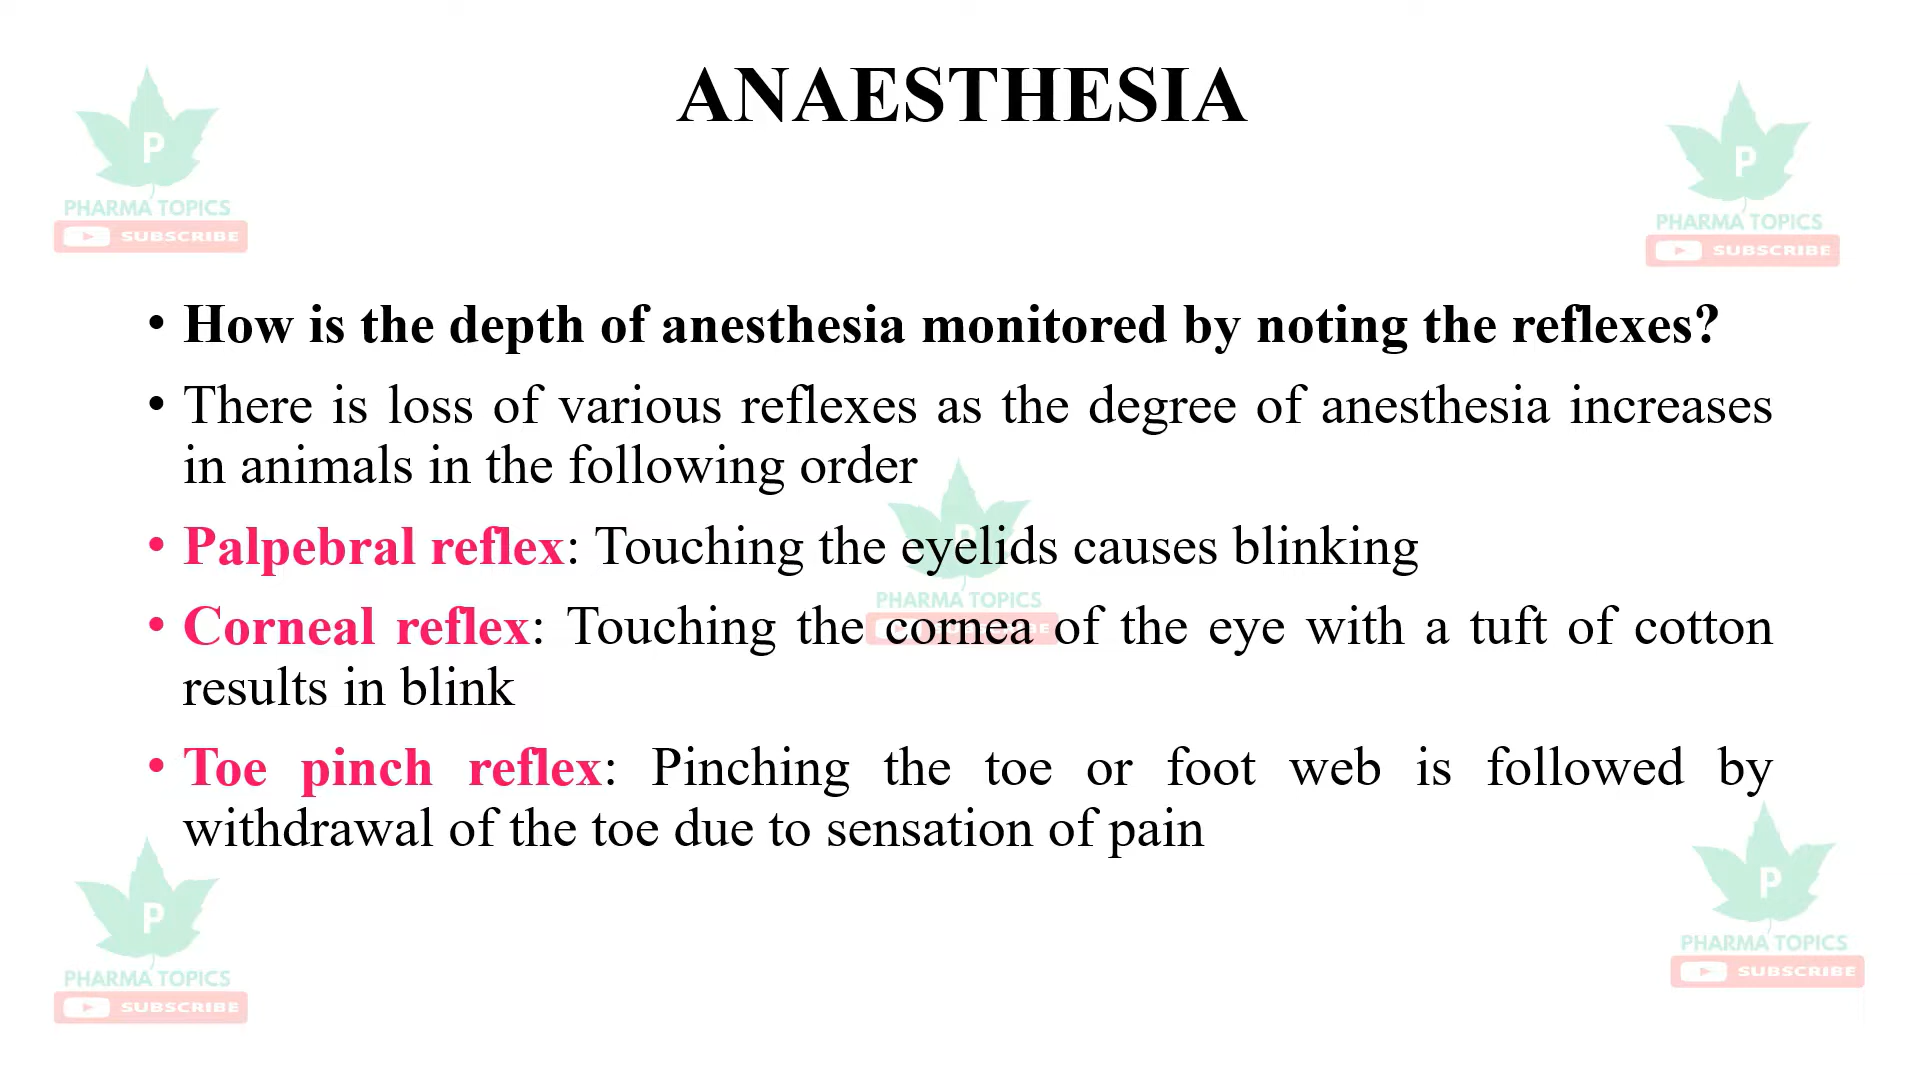 ANAESTHESIA
P
PHARMA TOPICS
SUBSCRIBE
P
PHARMA TOPICS
SUBSCRIBE
• How is the depth of anesthesia monitored by noting the reflexes?
• There is loss of various reflexes as the degree of anesthesia increases
in animals in the following order
• Palpebral reflex: Touching the eyelids causes blinking
P
PHARMA TOPICS
• Corneal reflex: Touching the cornea of the eye with a tuft of cotton
results in blink
• Toe pinch reflex: Pinching the toe or foot web is followed by
withdrawal of the toe due to sensation of pain
P
PHARMA TOPICS
SUBSCRIBE
P
PHARMA TOPICS
SUBSCRIBE